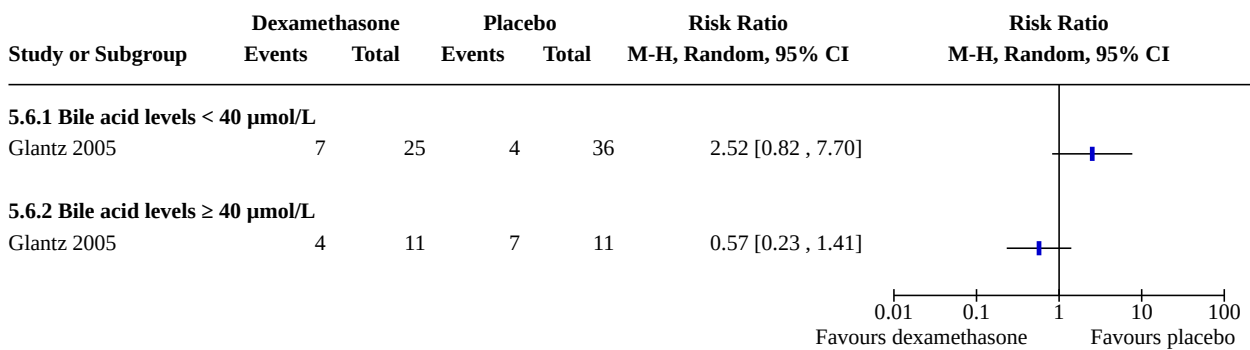 Dexamethasone Placebo Risk Ratio Risk Ratio
Study or Subgroup Events Total Events Total M-H, Random, 95% CI M-H, Random, 95% CI
5.6.1 Bile acid levels < 40 µmol/L
Glantz 2005 7 25 4 36 2.52 [0.82 , 7.70]
5.6.2 Bile acid levels ≥ 40 µmol/L
Glantz 2005 4 11 7 11 0.57 [0.23 , 1.41]
0.01 0.1 1 10 100
Favours dexamethasone Favours placebo